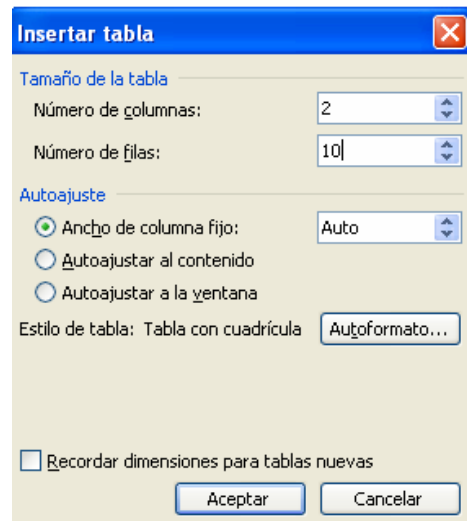 Insertar tabla
Tamaño de la tabla
Número de columnas: 2
Número de filas: 10
Autoajuste
Ancho de columna fijo: Auto
Autoajustar al contenido
Autoajustar a la ventana
Estilo de tabla: Tabla con cuadrícula Autoformato...
Recordar dimensiones para tablas nuevas
Aceptar Cancelar